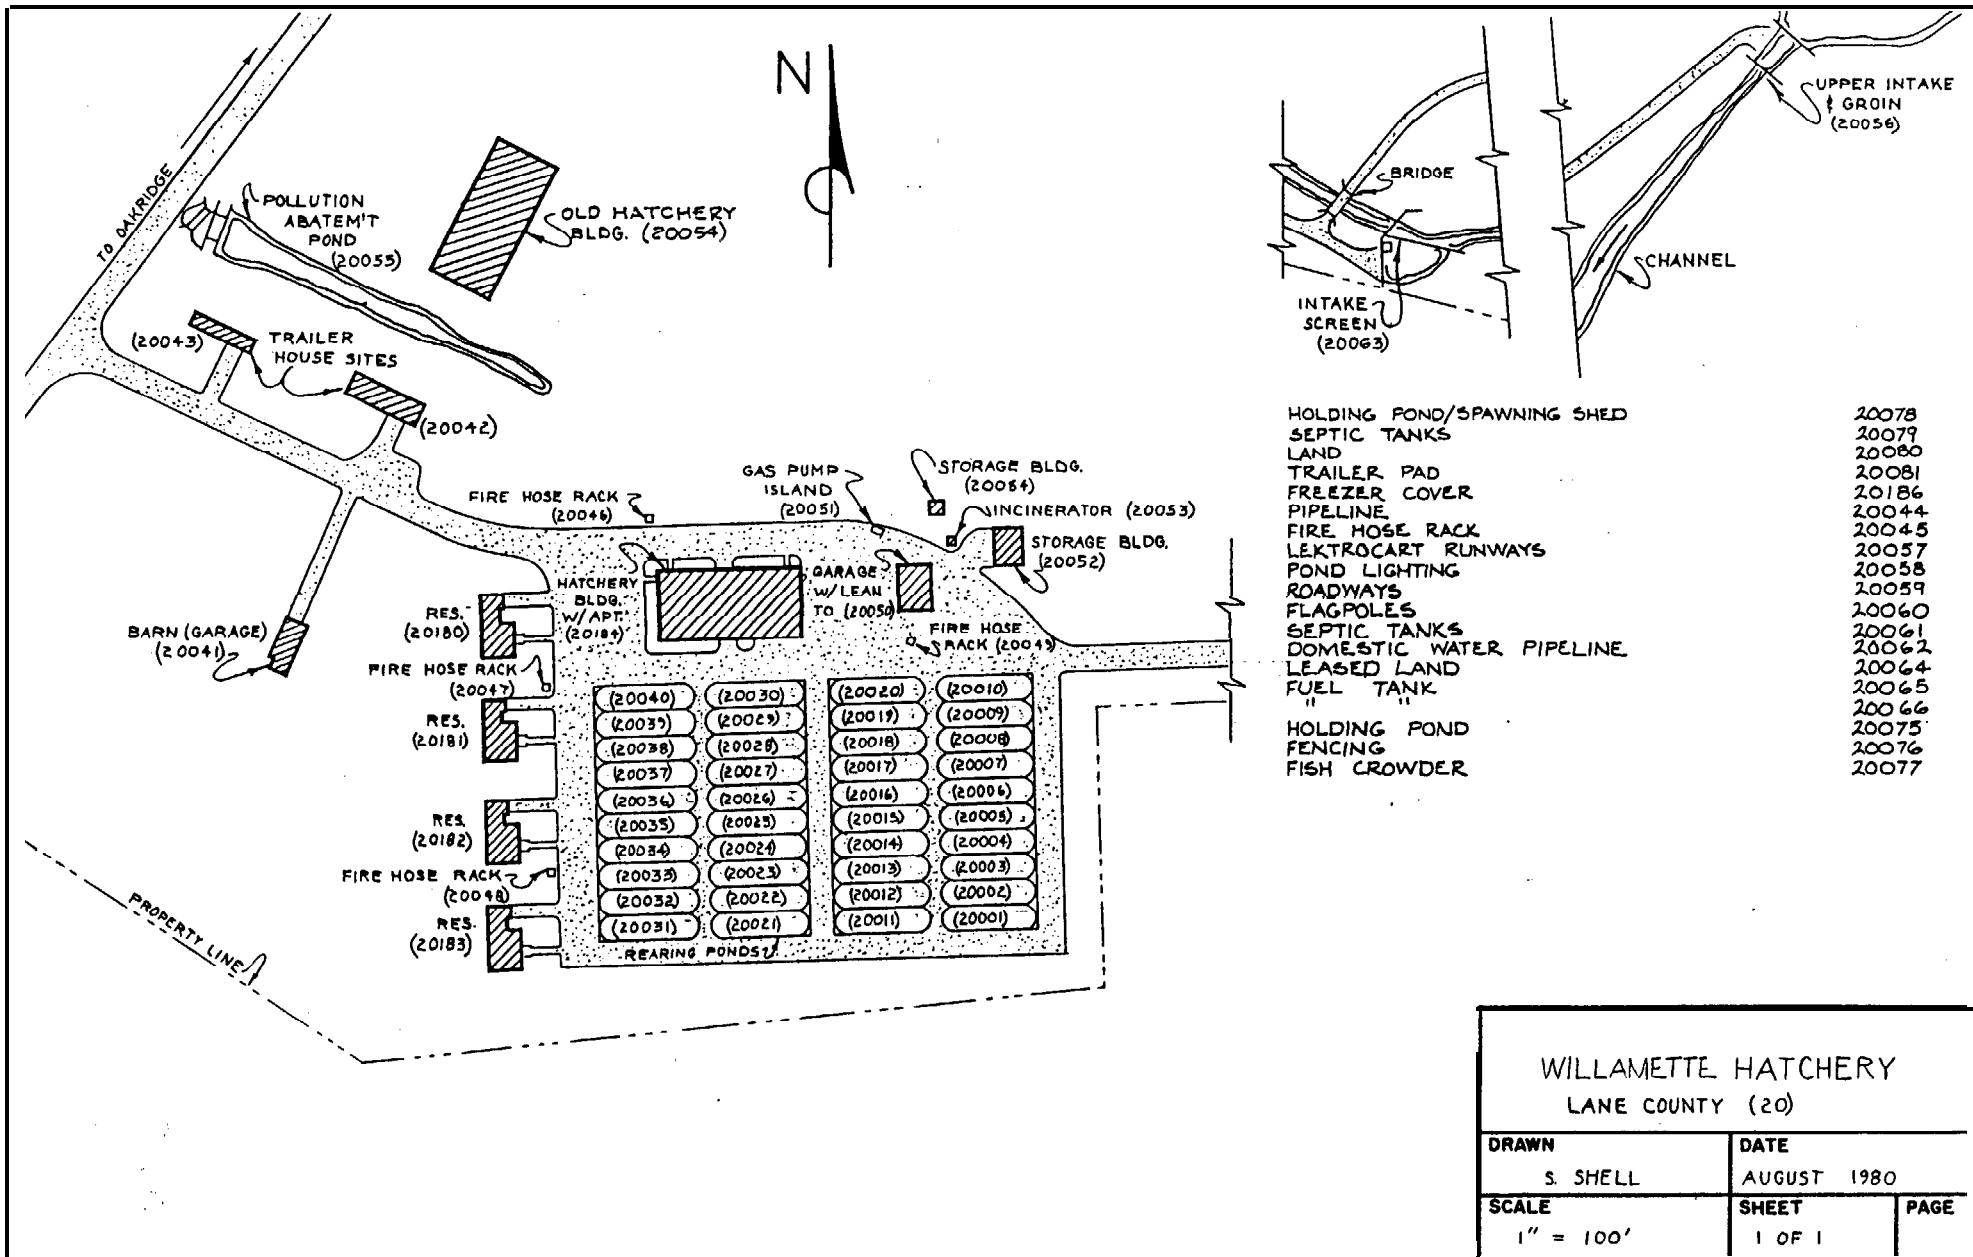 N
TO OAKRIDGE
POLLUTION
ABATEM'T
POND
(20055)
OLD HATCHERY
BLDG. (20054)
(20043)
TRAILER
HOUSE SITES
(20042)
BARN (GARAGE)
(20041)
FIRE HOSE RACK
(20046)
GAS PUMP
ISLAND
(20051)
STORAGE BLDG.
(20084)
INCINERATOR (20053)
STORAGE BLDG.
(20052)
HATCHERY
BLDG.
W/APT.
(20184)
GARAGE
W/LEAN
TO (20050)
FIRE HOSE
RACK (20049)
RES.
(20180)
FIRE HOSE RACK
(20047)
RES.
(20181)
RES.
(20182)
FIRE HOSE RACK
(20048)
RES.
(20183)
(20040) (20030) (20020) (20010)
(20039) (20029) (20019) (20009)
(20038) (20028) (20018) (20008)
(20037) (20027) (20017) (20007)
(20036) (20026) (20016) (20006)
(20035) (20025) (20015) (20005)
(20034) (20024) (20014) (20004)
(20033) (20023) (20013) (20003)
(20032) (20022) (20012) (20002)
(20031) (20021) (20011) (20001)
REARING PONDS
PROPERTY LINE
BRIDGE
INTAKE
SCREEN
(20063)
UPPER INTAKE
& GROIN
(20056)
CHANNEL
HOLDING POND/SPAWNING SHED 20078
SEPTIC TANKS 20079
LAND 20080
TRAILER PAD 20081
FREEZER COVER 20186
PIPELINE 20044
FIRE HOSE RACK 20045
LEKTROCART RUNWAYS 20057
POND LIGHTING 20058
ROADWAYS 20059
FLAGPOLES 20060
SEPTIC TANKS 20061
DOMESTIC WATER PIPELINE 20062
LEASED LAND 20064
FUEL TANK 20065
" " 20066
HOLDING POND 20075
FENCING 20076
FISH CROWDER 20077
WILLAMETTE HATCHERY
LANE COUNTY (20)
DRAWN
S. SHELL
DATE
AUGUST 1980
SCALE
1" = 100'
SHEET
1 OF 1
PAGE